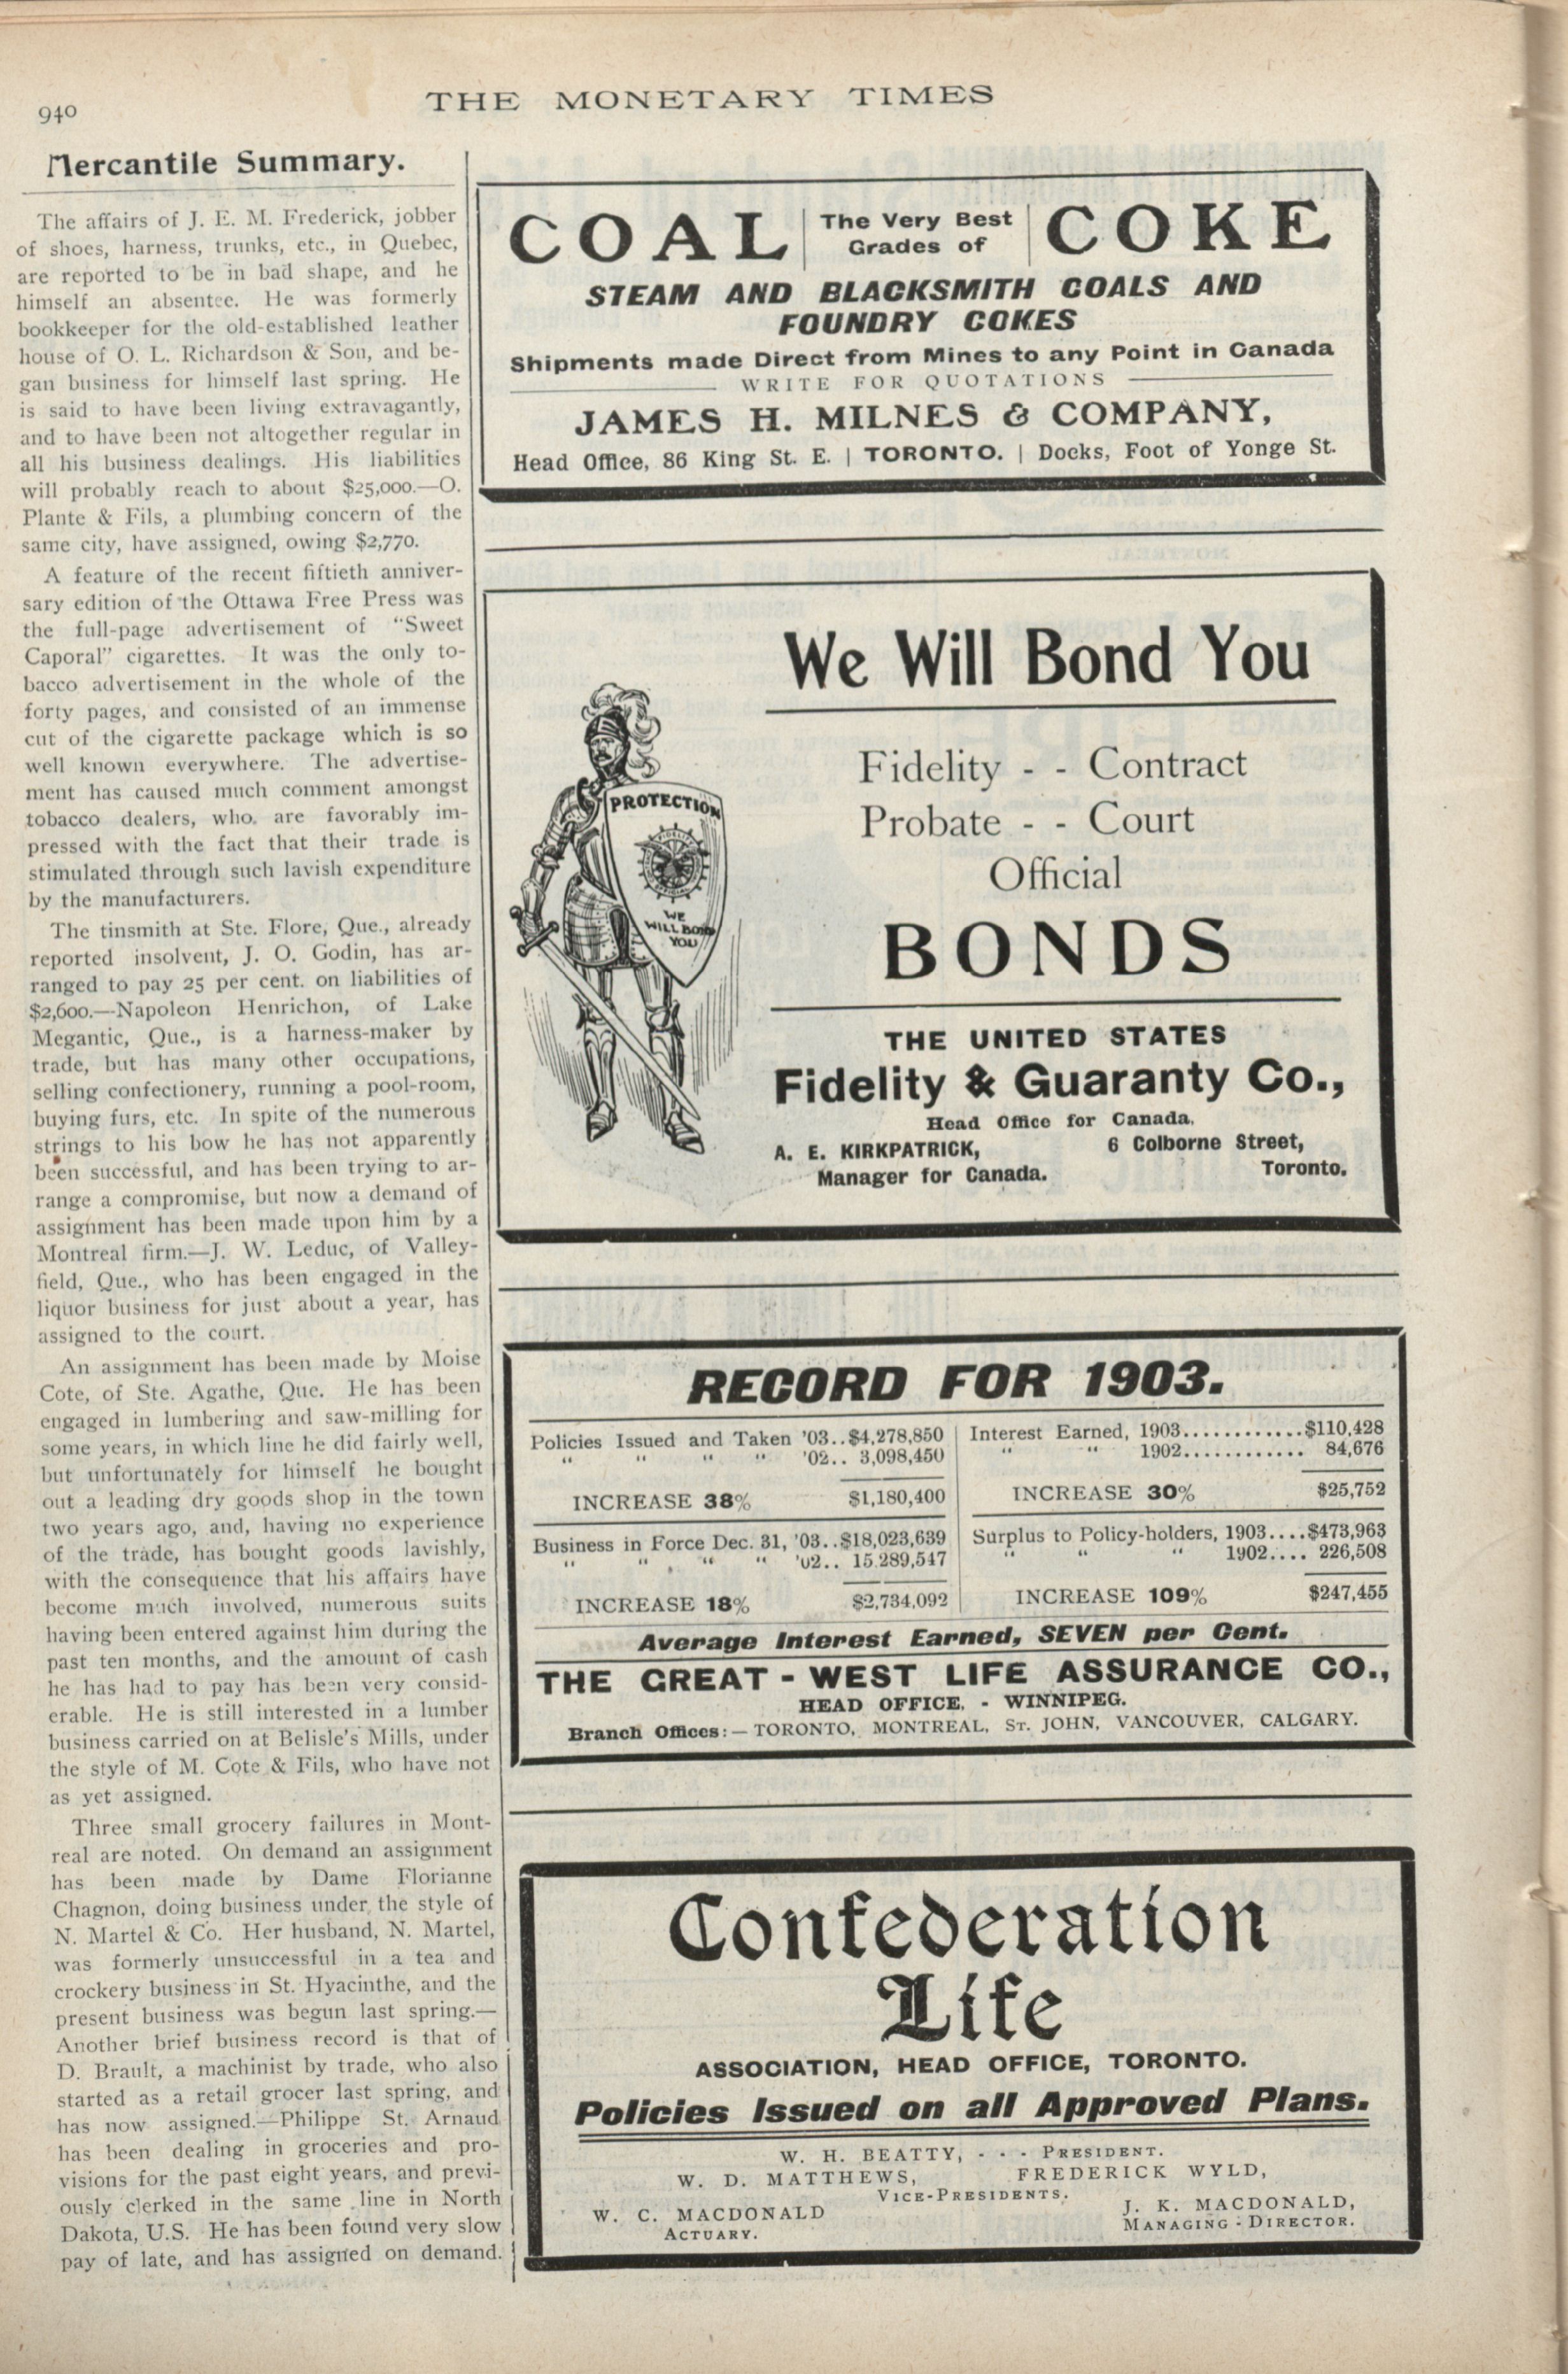 940
THE MONETARY TIMES
Mercantile Summary.
The affairs of J. E. M. Frederick, jobber
of shoes, harness, trunks, etc., in Quebec,
are reported to be in bad shape, and he
himself an absentee. He was formerly
bookkeeper for the old-established leather
house of O. L. Richardson & Son, and be-
gan business for himself last spring. He
is said to have been living extravagantly,
and to have been not altogether regular in
all his business dealings. His liabilities
will probably reach to about $25,000.—O.
Plante & Fils, a plumbing concern of the
same city, have assigned, owing $2,770.
A feature of the recent fiftieth anniver-
sary edition of the Ottawa Free Press was
the full-page advertisement of "Sweet
Caporal" cigarettes. It was the only to-
bacco advertisement in the whole of the
forty pages, and consisted of an immense
cut of the cigarette package which is so
well known everywhere. The advertise-
ment has caused much comment amongst
tobacco dealers, who are favorably im-
pressed with the fact that their trade is
stimulated through such lavish expenditure
by the manufacturers.
The tinsmith at Ste. Flore, Que., already
reported insolvent, J. O. Godin, has ar-
ranged to pay 25 per cent. on liabilities of
$2,600.—Napoleon Henrichon, of Lake
Megantic, Que., is a harness-maker by
trade, but has many other occupations,
selling confectionery, running a pool-room,
buying furs, etc. In spite of the numerous
strings to his bow he has not apparently
been successful, and has been trying to ar-
range a compromise, but now a demand of
assignment has been made upon him by a
Montreal firm.—J. W. Leduc, of Valley-
field, Que., who has been engaged in the
liquor business for just about a year, has
assigned to the court.
An assignment has been made by Moise
Cote, of Ste. Agathe, Que. He has been
engaged in lumbering and saw-milling for
some years, in which line he did fairly well,
but unfortunately for himself he bought
out a leading dry goods shop in the town
two years ago, and, having no experience
of the trade, has bought goods lavishly,
with the consequence that his affairs have
become much involved, numerous suits
having been entered against him during the
past ten months, and the amount of cash
he has had to pay has been very consid-
erable. He is still interested in a lumber
business carried on at Belisle's Mills, under
the style of M. Cote & Fils, who have not
as yet assigned.
Three small grocery failures in Mont-
real are noted. On demand an assignment
has been made by Dame Florianne
Chagnon, doing business under the style of
N. Martel & Co. Her husband, N. Martel,
was formerly unsuccessful in a tea and
crockery business in St. Hyacinthe, and the
present business was begun last spring.—
Another brief business record is that of
D. Brault, a machinist by trade, who also
started as a retail grocer last spring, and
has now assigned.—Philippe St. Arnaud
has been dealing in groceries and pro-
visions for the past eight years, and previ-
ously clerked in the same line in North
Dakota, U.S. He has been found very slow
pay of late, and has assigned on demand.
COAL The Very Best Grades of COKE
STEAM AND BLACKSMITH COALS AND
FOUNDRY COKES
Shipments made Direct from Mines to any Point in Canada
WRITE FOR QUOTATIONS
JAMES H. MILNES & COMPANY,
Head Office, 86 King St. E. | TORONTO. | Docks, Foot of Yonge St.
We Will Bond You
Fidelity - - Contract
Probate - - Court
Official
BONDS
PROTECTION
FIDELITY
WE
WILL BOND
YOU
THE UNITED STATES
Fidelity & Guaranty Co.,
Head Office for Canada,
A. E. KIRKPATRICK, 6 Colborne Street,
Manager for Canada. Toronto.
RECORD FOR 1903.
Policies Issued and Taken '03..$4,278,850
" " " " '02.. 3,098,450
INCREASE 38% $1,180,400
Business in Force Dec. 31, '03..$18,023,639
" " " " '02.. 15.289,547
INCREASE 18% $2,734,092
Interest Earned, 1903............$110,428
" " 1902............ 84,676
INCREASE 30% $25,752
Surplus to Policy-holders, 1903....$473,963
" " " 1902.... 226,508
INCREASE 109% $247,455
Average Interest Earned, SEVEN per Cent.
THE GREAT-WEST LIFE ASSURANCE CO.,
HEAD OFFICE, - WINNIPEG.
Branch Offices:—TORONTO, MONTREAL, ST. JOHN, VANCOUVER, CALGARY.
Confederation
Life
ASSOCIATION, HEAD OFFICE, TORONTO.
Policies Issued on all Approved Plans.
W. H. BEATTY, - - - PRESIDENT.
W. D. MATTHEWS, FREDERICK WYLD,
VICE-PRESIDENTS.
W. C. MACDONALD J. K. MACDONALD,
ACTUARY. MANAGING-DIRECTOR.